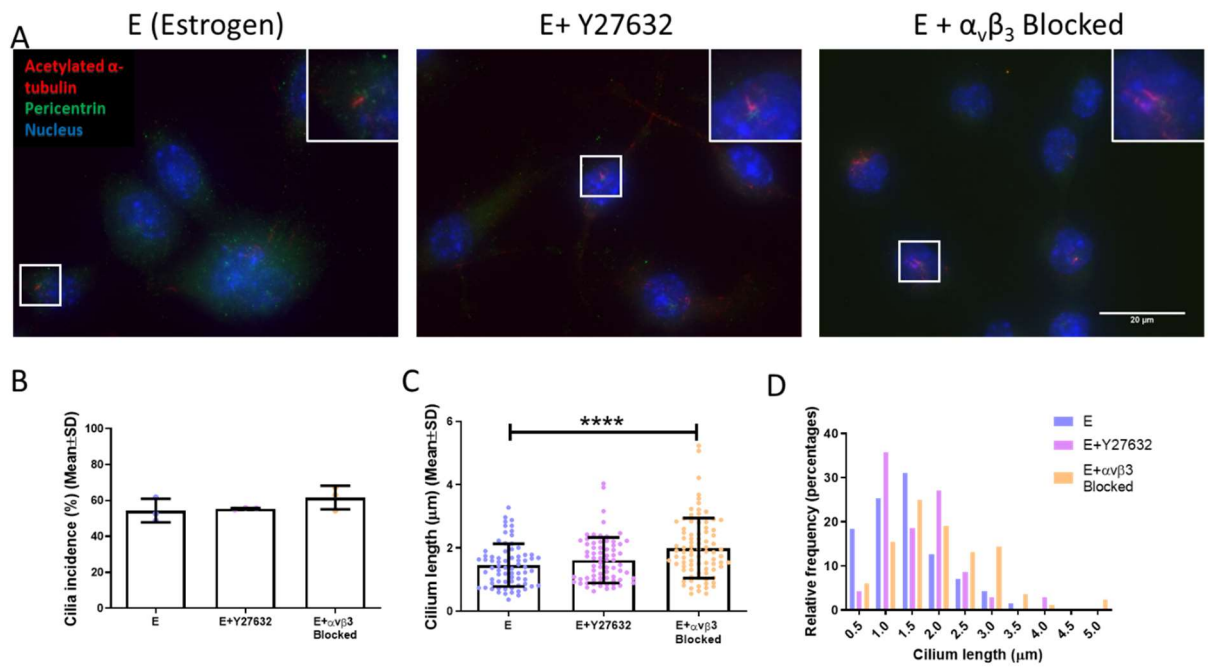 A
E (Estrogen)
E+ Y27632
E + αvβ3 Blocked
Acetylated α-
tubulin
Pericentrin
Nucleus
20 µm
B
Cilia incidence (%) (Mean±SD)
100
80
60
40
20
0
E
E+Y27632
E+αvβ3
Blocked
C
Cilium length (µm) (Mean±SD)
6
4
2
0
****
E
E+Y27632
E+αvβ3
Blocked
D
Relative frequency (percentages)
40
30
20
10
0
0.5
1.0
1.5
2.0
2.5
3.0
3.5
4.0
4.5
5.0
Cilium length (µm)
E
E+Y27632
E+αvβ3
Blocked